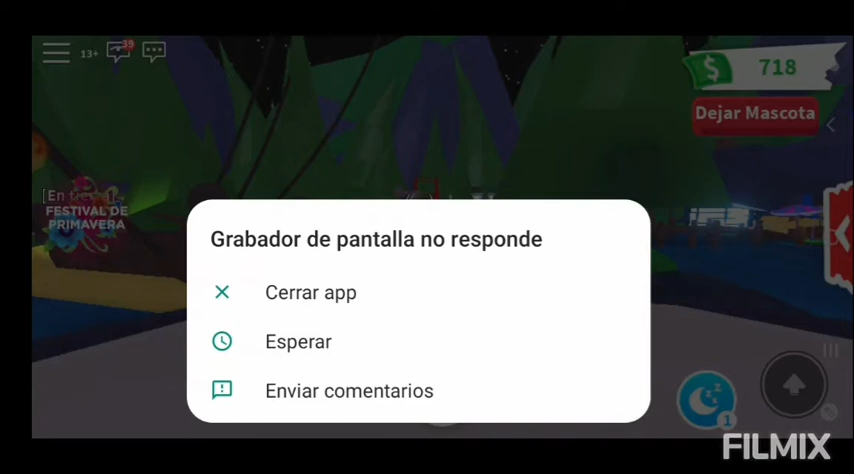 13+
39
718
Dejar Mascota
FESTIVAL DE
PRIMAVERA
Grabador de pantalla no responde
Cerrar app
Esperar
Enviar comentarios
1
FILMIX